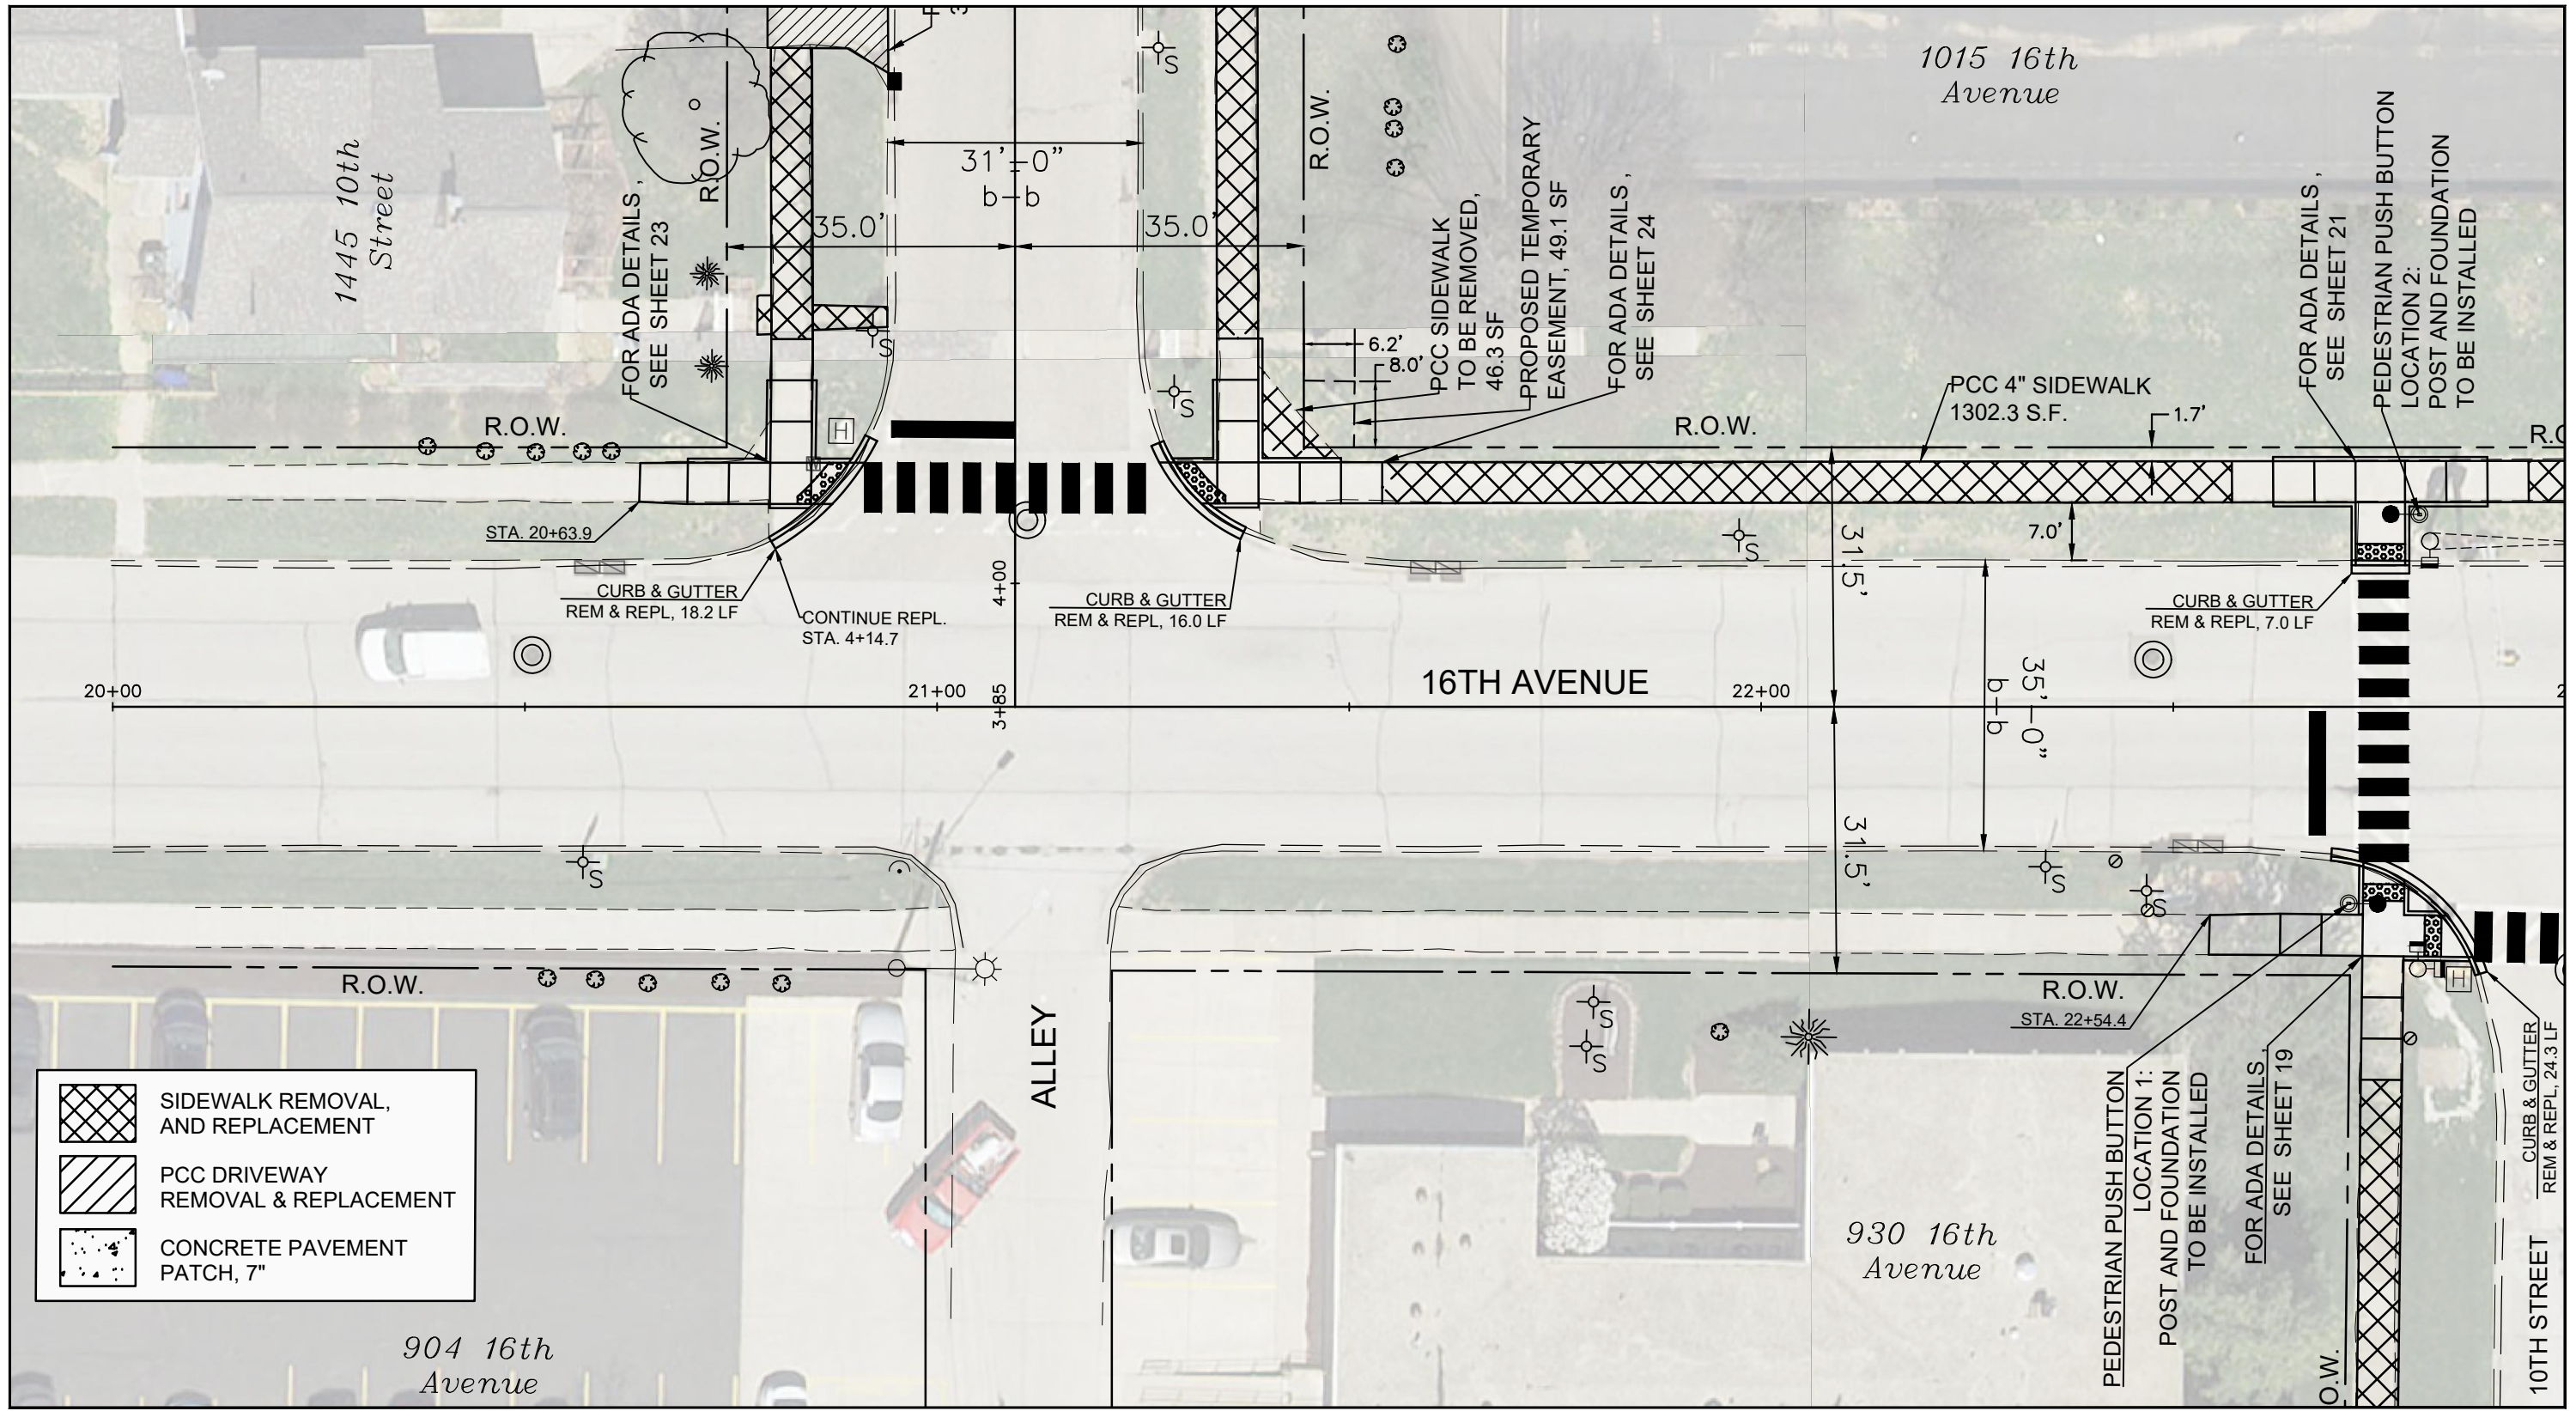 1445 10th
Street
R.O.W.
FOR ADA DETAILS ,
SEE SHEET 23
31'-0"
b-b
35.0'
35.0'
S
R.O.W.
1015 16th
Avenue
PCC SIDEWALK
TO BE REMOVED,
46.3 SF
PROPOSED TEMPORARY
EASEMENT, 49.1 SF
FOR ADA DETAILS ,
SEE SHEET 24
FOR ADA DETAILS ,
SEE SHEET 21
PEDESTRIAN PUSH BUTTON
LOCATION 2:
POST AND FOUNDATION
TO BE INSTALLED
S
S
6.2'
8.0'
PCC 4" SIDEWALK
1302.3 S.F.
1.7'
R.O.W.
H
R.O.W.
STA. 20+63.9
S
7.0'
31.5'
CURB & GUTTER
REM & REPL, 18.2 LF
CONTINUE REPL.
STA. 4+14.7
4+00
CURB & GUTTER
REM & REPL, 16.0 LF
CURB & GUTTER
REM & REPL, 7.0 LF
20+00
21+00
3+85
16TH AVENUE
22+00
35'-0"
b-b
S
31.5'
S
S
R.O.W.
R.O.W.
STA. 22+54.4
H
S
S
ALLEY
PEDESTRIAN PUSH BUTTON
LOCATION 1:
POST AND FOUNDATION
TO BE INSTALLED
FOR ADA DETAILS ,
SEE SHEET 19
CURB & GUTTER
REM & REPL, 24.3 LF
SIDEWALK REMOVAL,
AND REPLACEMENT
PCC DRIVEWAY
REMOVAL & REPLACEMENT
CONCRETE PAVEMENT
PATCH, 7"
930 16th
Avenue
904 16th
Avenue
O.W.
10TH STREET